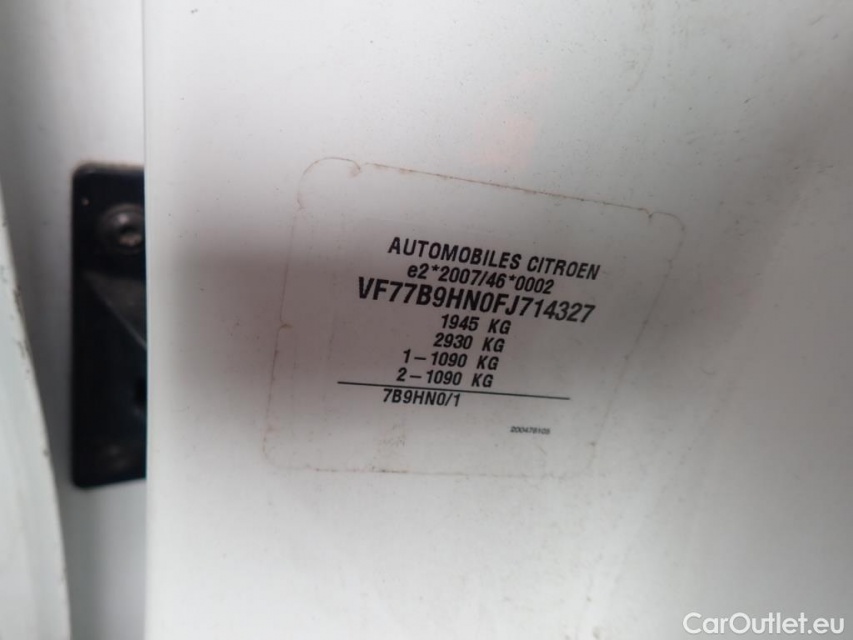 AUTOMOBILES CITROEN
e2*2007/46*0002
VF77B9HN0FJ714327
1945 KG
2930 KG
1-1090 KG
2-1090 KG
7B9HN0/1
CarOutlet.eu